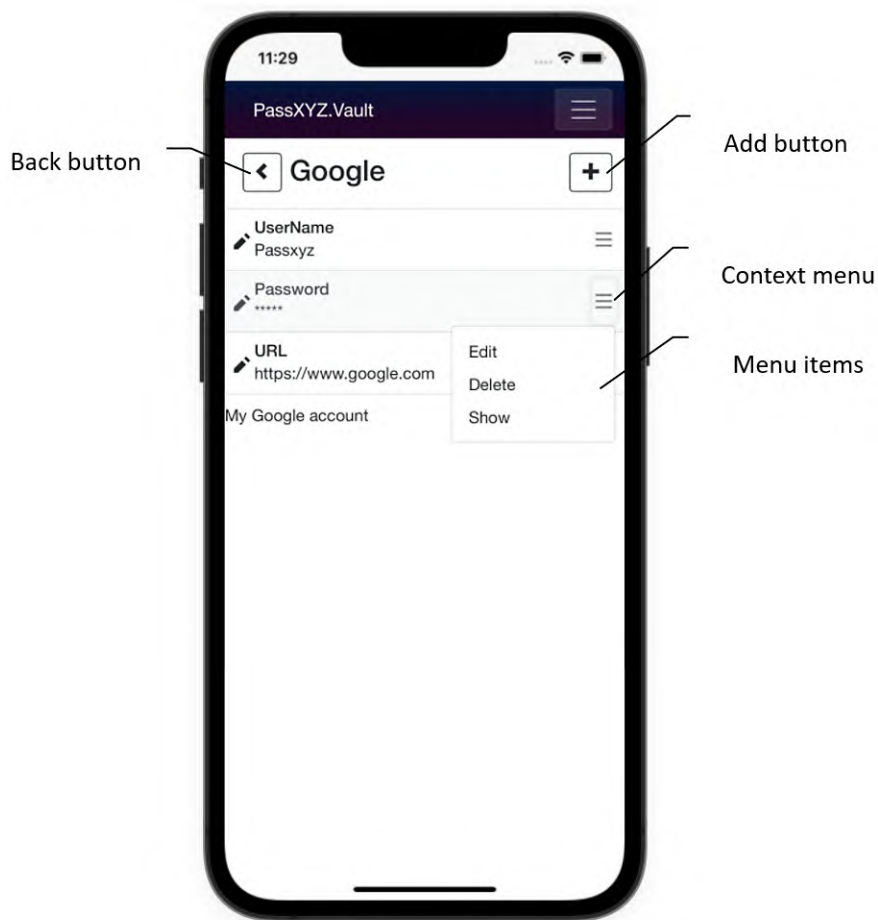 11:29
PassXYZ.Vault
Back button
Google
Add button
UserName
Passxyz
Password
*****
Context menu
URL
https://www.google.com
Edit
Delete
Show
Menu items
My Google account